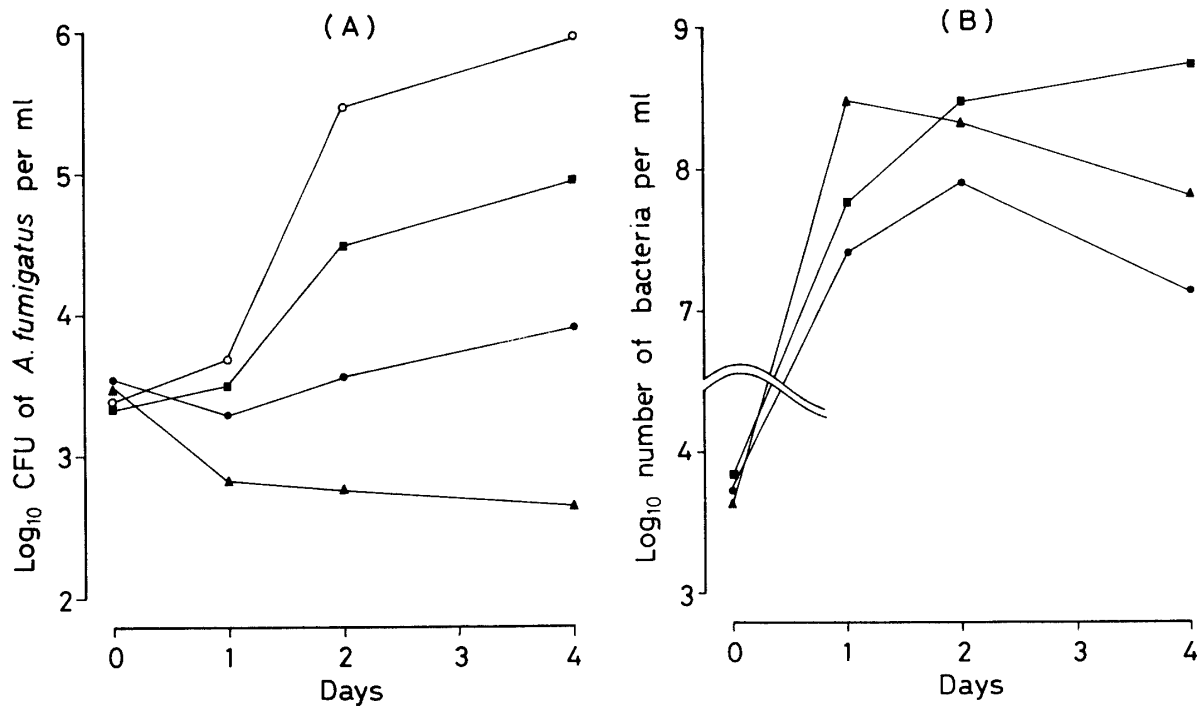 (A)
Log₁₀ CFU of A. fumigatus per ml
6
5
4
3
2
0 1 2 3 4
Days
(B)
Log₁₀ number of bacteria per ml
9
8
7
4
3
0 1 2 3 4
Days